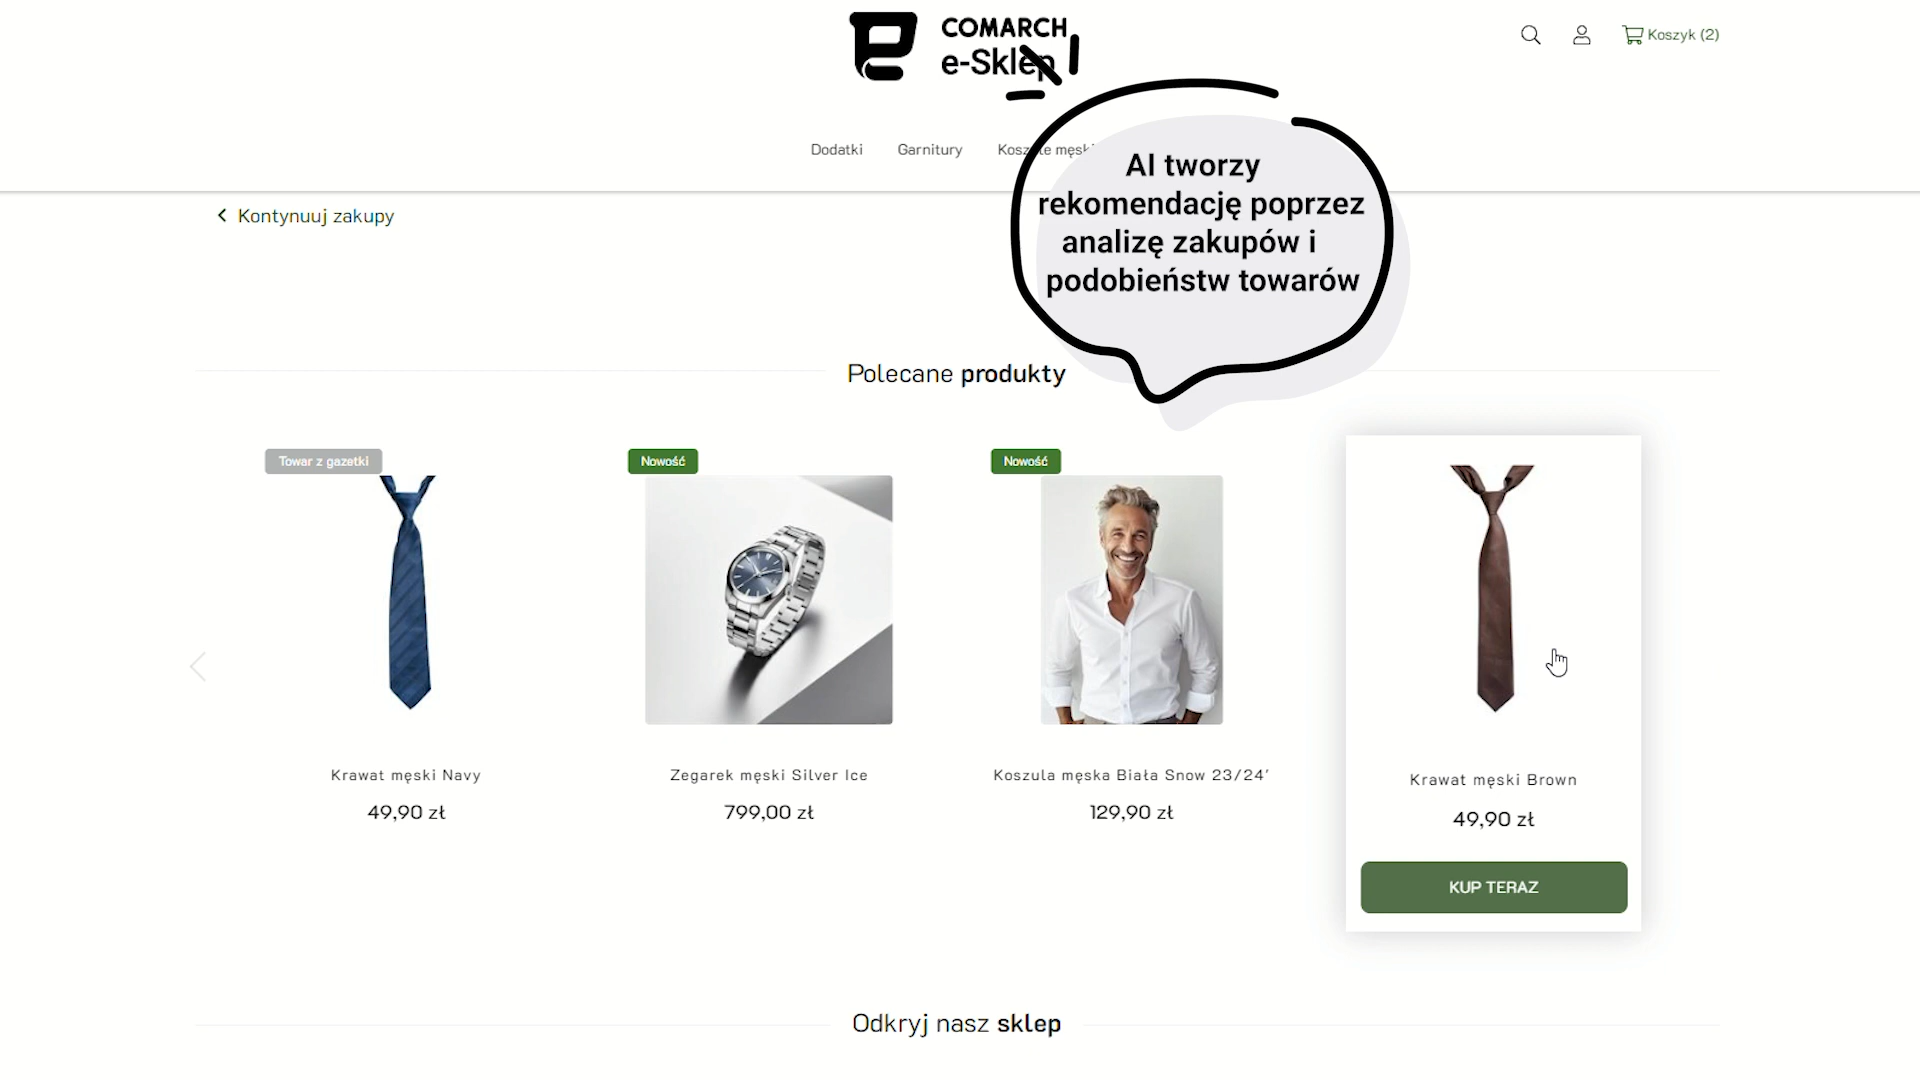 COMARCH
e-Sklep
Koszyk (2)
Dodatki
Garnitury
Koszule męski
AI tworzy
rekomendację poprzez
analizę zakupów i
podobieństw towarów
Kontynuuj zakupy
Polecane produkty
Towar z gazetki
Nowość
Nowość
Krawat męski Navy
49,90 zł
Zegarek męski Silver Ice
799,00 zł
Koszula męska Biała Snow 23/24'
129,90 zł
Krawat męski Brown
49,90 zł
KUP TERAZ
Odkryj nasz sklep